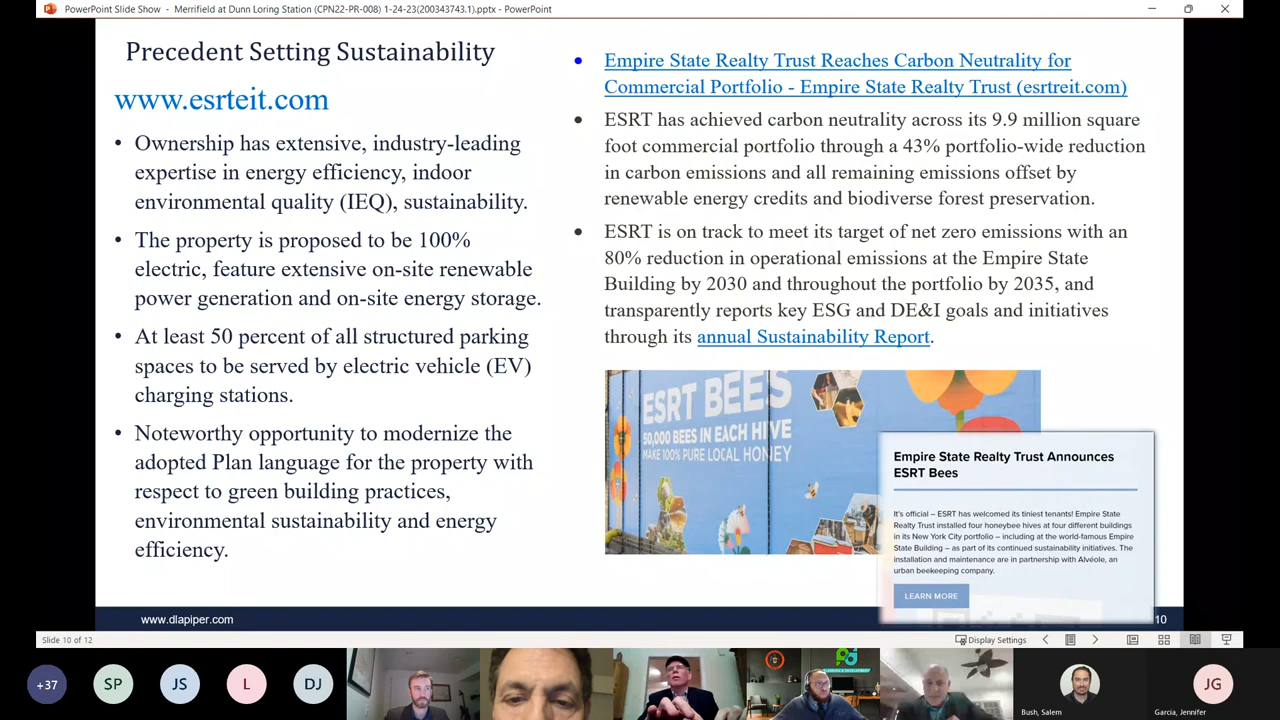 PowerPoint Slide Show - Merrifield at Dunn Loring Station (CPN22-PR-008) 1-24-23(200343743.1).pptx - PowerPoint
Precedent Setting Sustainability
www.esrteit.com
• Ownership has extensive, industry-leading
expertise in energy efficiency, indoor
environmental quality (IEQ), sustainability.
• The property is proposed to be 100%
electric, feature extensive on-site renewable
power generation and on-site energy storage.
• At least 50 percent of all structured parking
spaces to be served by electric vehicle (EV)
charging stations.
• Noteworthy opportunity to modernize the
adopted Plan language for the property with
respect to green building practices,
environmental sustainability and energy
efficiency.
• Empire State Realty Trust Reaches Carbon Neutrality for
Commercial Portfolio - Empire State Realty Trust (esrtreit.com)
• ESRT has achieved carbon neutrality across its 9.9 million square
foot commercial portfolio through a 43% portfolio-wide reduction
in carbon emissions and all remaining emissions offset by
renewable energy credits and biodiverse forest preservation.
• ESRT is on track to meet its target of net zero emissions with an
80% reduction in operational emissions at the Empire State
Building by 2030 and throughout the portfolio by 2035, and
transparently reports key ESG and DE&I goals and initiatives
through its annual Sustainability Report.
ESRT BEES
50,000 BEES IN EACH HIVE
MAKE 100% PURE LOCAL HONEY
Empire State Realty Trust Announces
ESRT Bees
It's official – ESRT has welcomed its tiniest tenants! Empire State
Realty Trust installed four honeybee hives at four different buildings
in its New York City portfolio – including at the world-famous Empire
State Building – as part of its continued sustainability initiatives. The
installation and maintenance are in partnership with Alvéole, an
urban beekeeping company.
LEARN MORE
www.dlapiper.com
10
Slide 10 of 12
Display Settings
+37
SP
JS
L
DJ
PLANNING & DEVELOPMENT
Bush, Salem
JG
Garcia, Jennifer